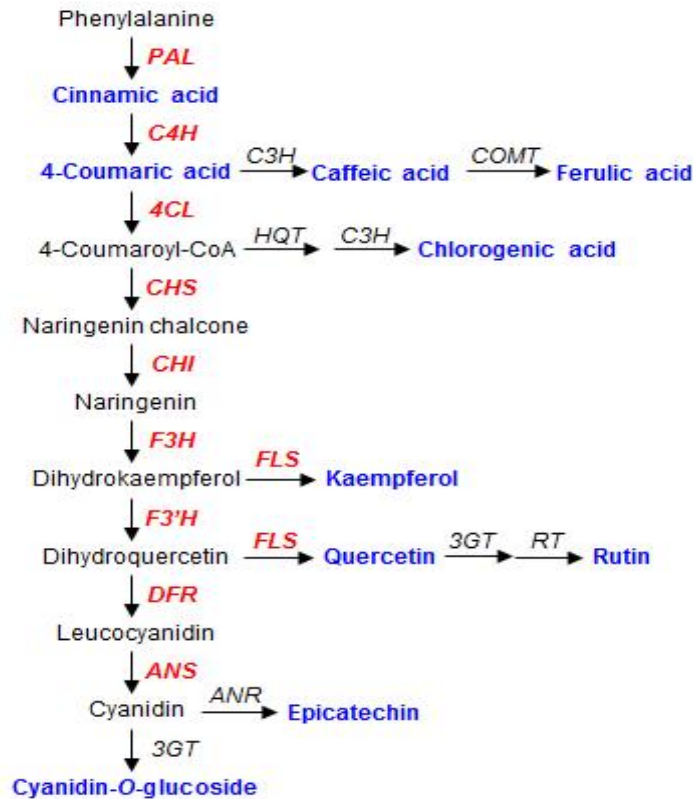 Phenylalanine
PAL
Cinnamic acid
C4H
4-Coumaric acid C3H Caffeic acid COMT Ferulic acid
4CL
4-Coumaroyl-CoA HQT C3H Chlorogenic acid
CHS
Naringenin chalcone
CHI
Naringenin
F3H
Dihydrokaempferol FLS Kaempferol
F3'H
Dihydroquercetin FLS Quercetin 3GT RT Rutin
DFR
Leucocyanidin
ANS
Cyanidin ANR Epicatechin
3GT
Cyanidin-O-glucoside